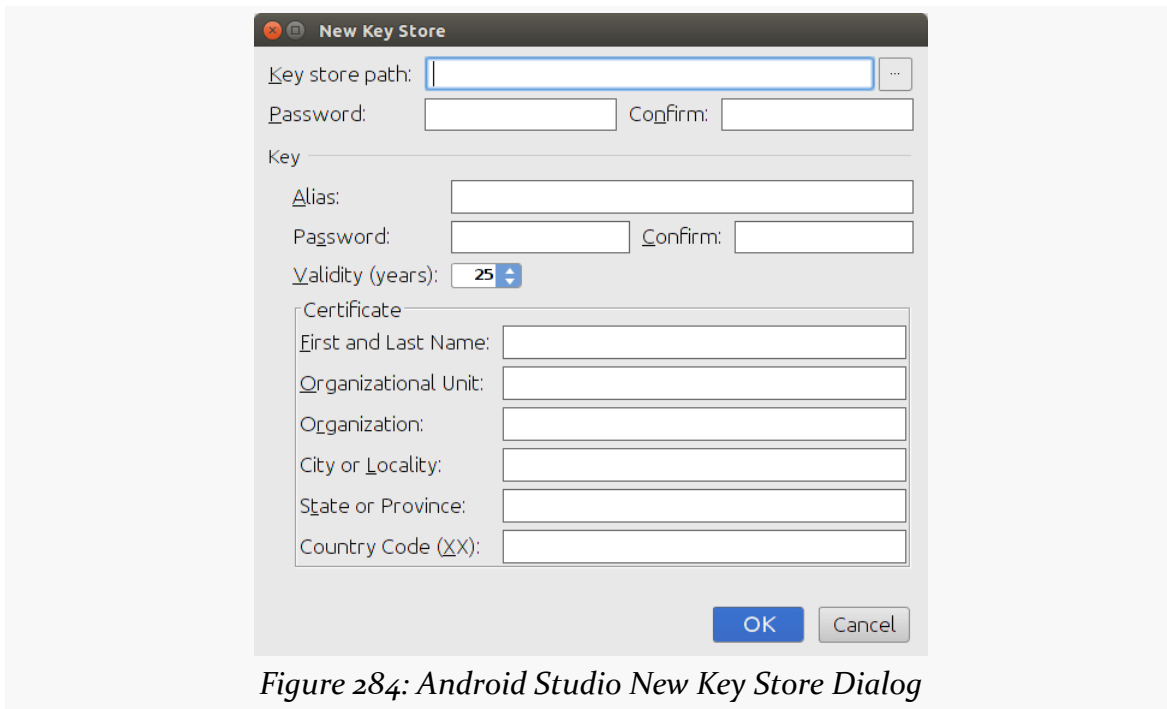 New Key Store
Key store path: ...
Password: Confirm:
Key
Alias:
Password: Confirm:
Validity (years): 25
Certificate
First and Last Name:
Organizational Unit:
Organization:
City or Locality:
State or Province:
Country Code (XX):
OK Cancel
Figure 284: Android Studio New Key Store Dialog